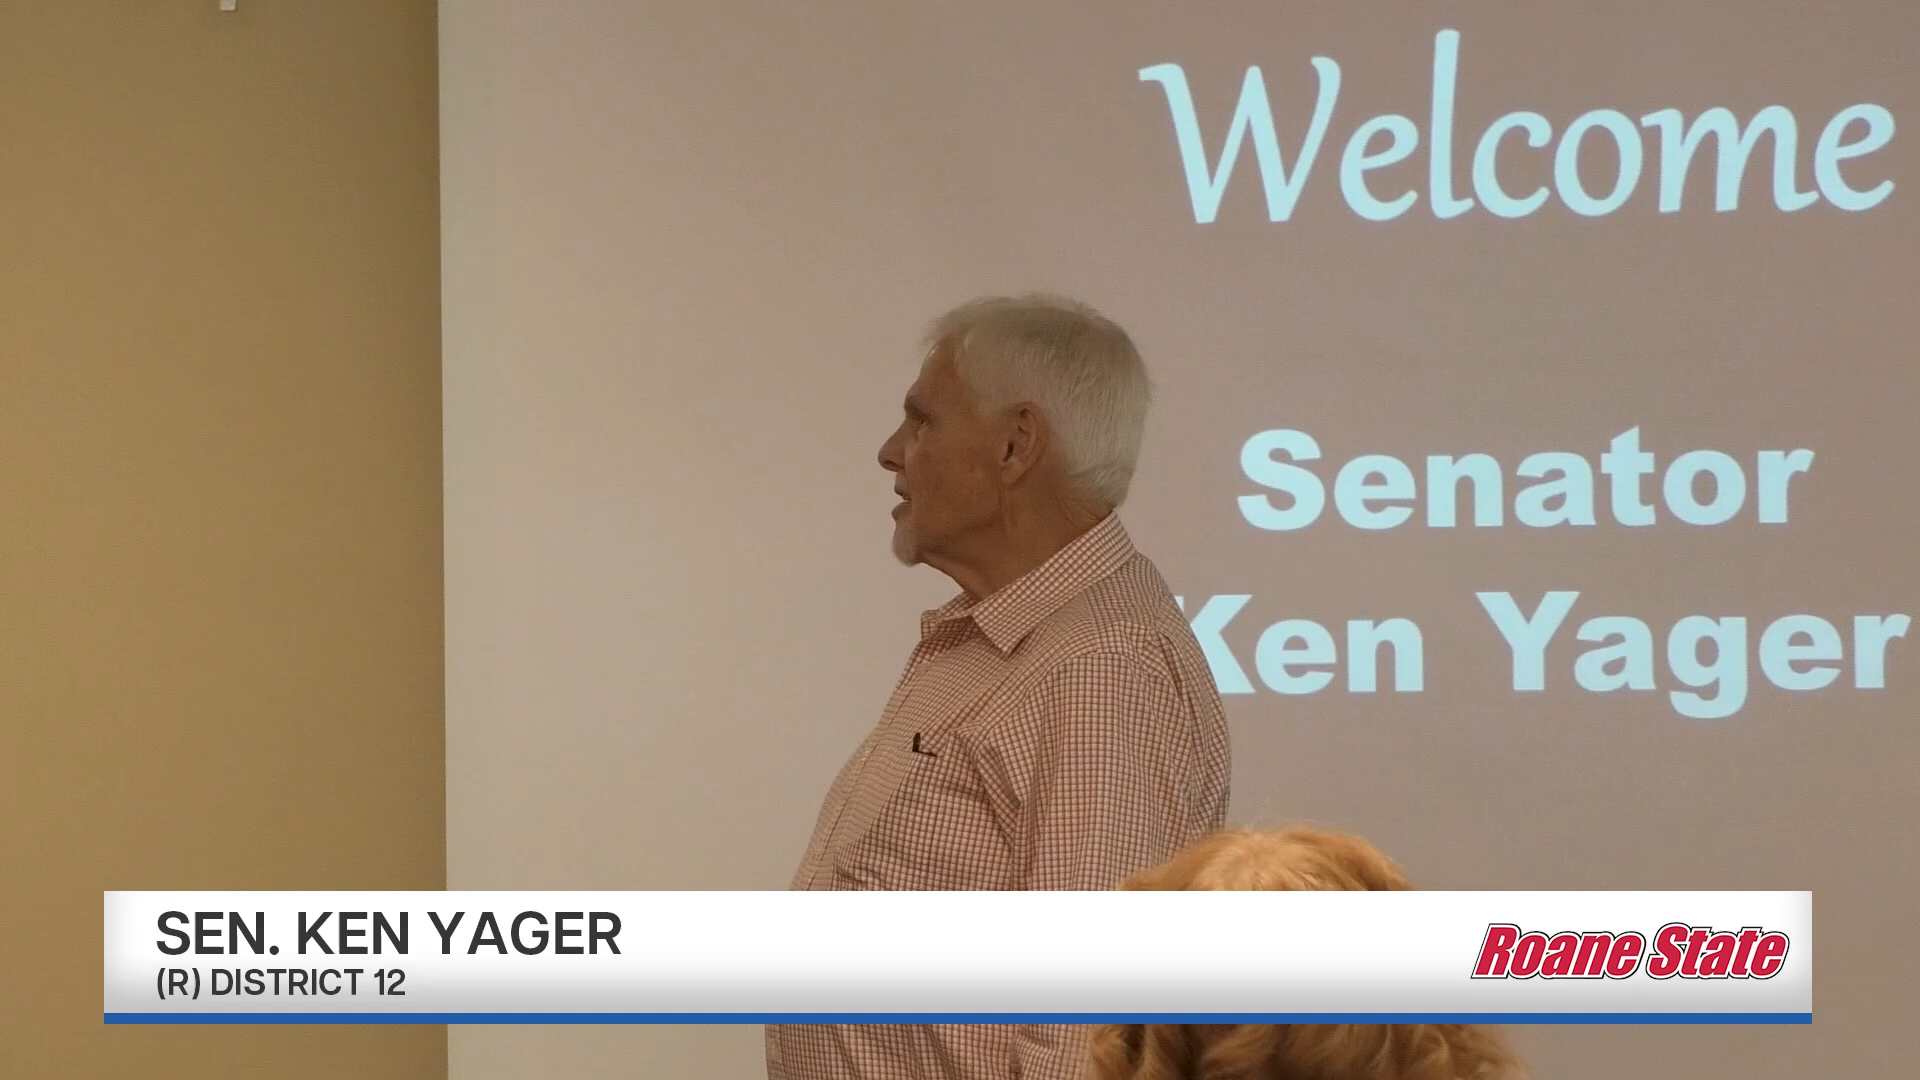 Welcome
Senator
Ken Yager
SEN. KEN YAGER
(R) DISTRICT 12
Roane State